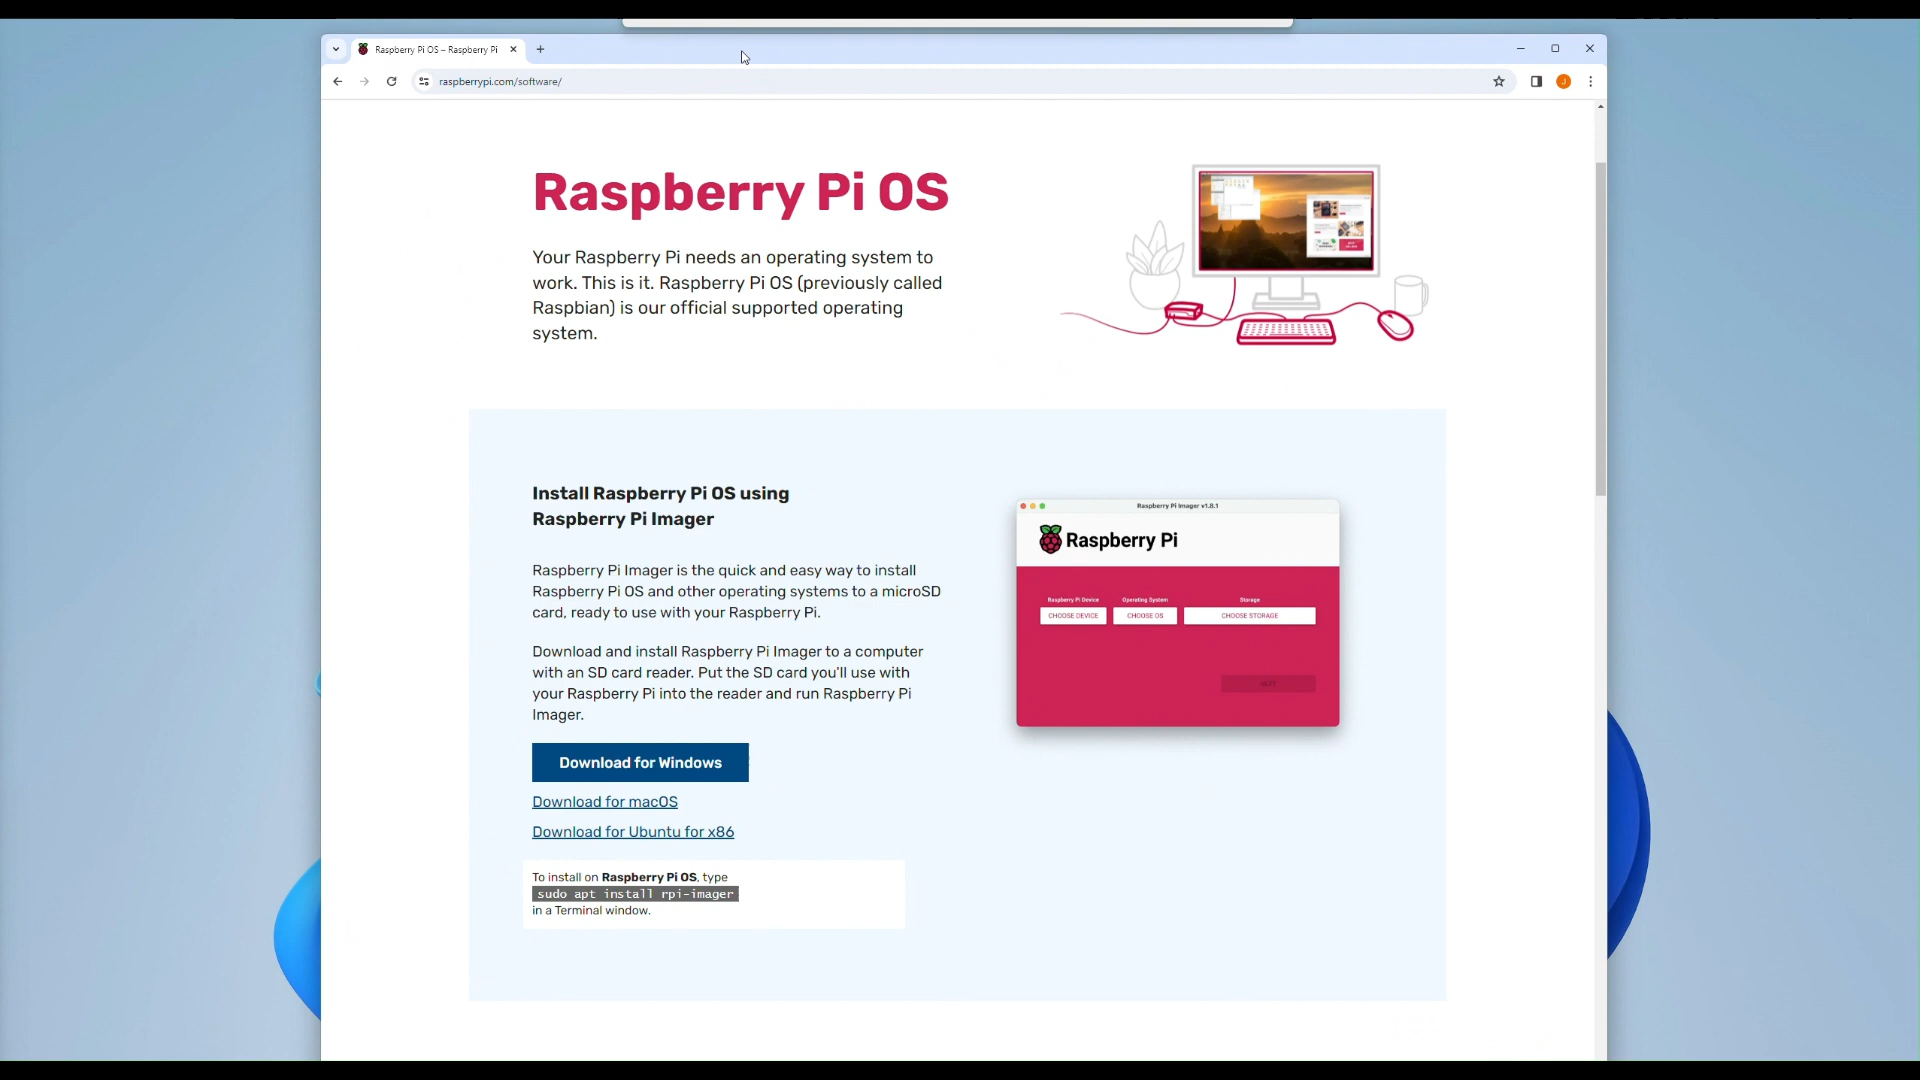 Raspberry Pi OS – Raspberry Pi
raspberrypi.com/software/
J
Raspberry Pi OS
Your Raspberry Pi needs an operating system to
work. This is it. Raspberry Pi OS (previously called
Raspbian) is our official supported operating
system.
Install Raspberry Pi OS using
Raspberry Pi Imager
Raspberry Pi Imager is the quick and easy way to install
Raspberry Pi OS and other operating systems to a microSD
card, ready to use with your Raspberry Pi.
Download and install Raspberry Pi Imager to a computer
with an SD card reader. Put the SD card you'll use with
your Raspberry Pi into the reader and run Raspberry Pi
Imager.
Download for Windows
Download for macOS
Download for Ubuntu for x86
To install on Raspberry Pi OS, type
sudo apt install rpi-imager
in a Terminal window.
Raspberry Pi Imager v1.8.1
Raspberry Pi
Raspberry Pi Device Operating System Storage
CHOOSE DEVICE CHOOSE OS CHOOSE STORAGE
NEXT